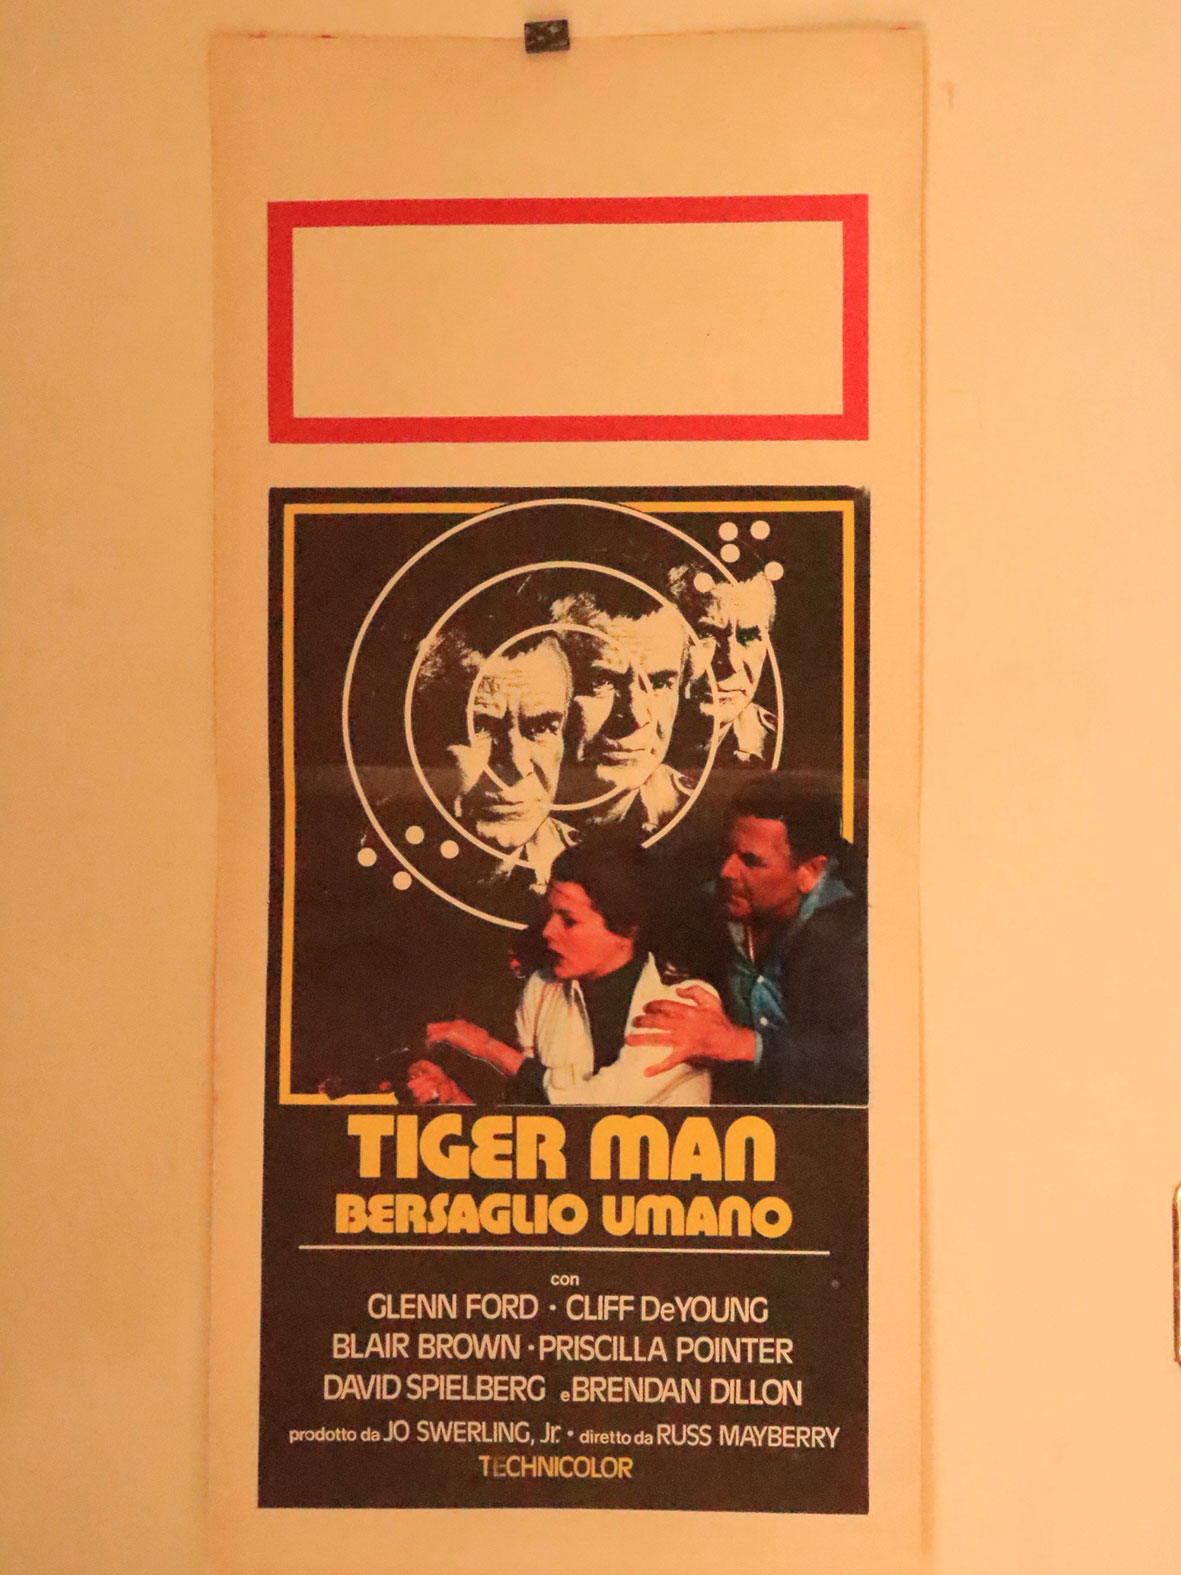 TIGER MAN
BERSAGLIO UMANO
con
GLENN FORD • CLIFF DeYOUNG
BLAIR BROWN • PRISCILLA POINTER
DAVID SPIELBERG e BRENDAN DILLON
prodotto da JO SWERLING, Jr. • diretto da RUSS MAYBERRY
TECHNICOLOR